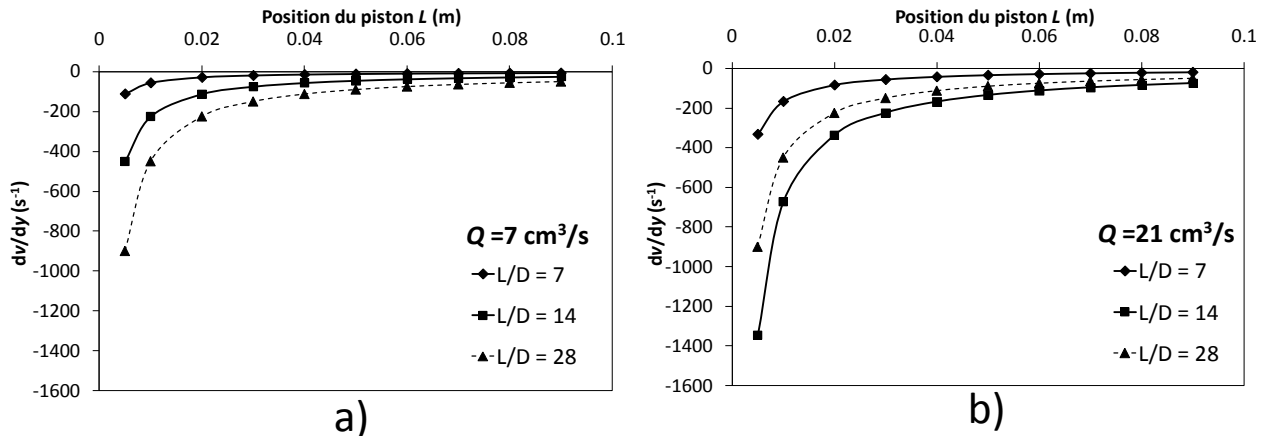 Position du piston L (m)
0 0.02 0.04 0.06 0.08 0.1
0
-200
-400
-600
-800
-1000
-1200
-1400
-1600
dv/dy (s⁻¹)
Q =7 cm³/s
L/D = 7
L/D = 14
L/D = 28
a)
Position du piston L (m)
0 0.02 0.04 0.06 0.08 0.1
0
-200
-400
-600
-800
-1000
-1200
-1400
-1600
dv/dy (s⁻¹)
Q =21 cm³/s
L/D = 7
L/D = 14
L/D = 28
b)